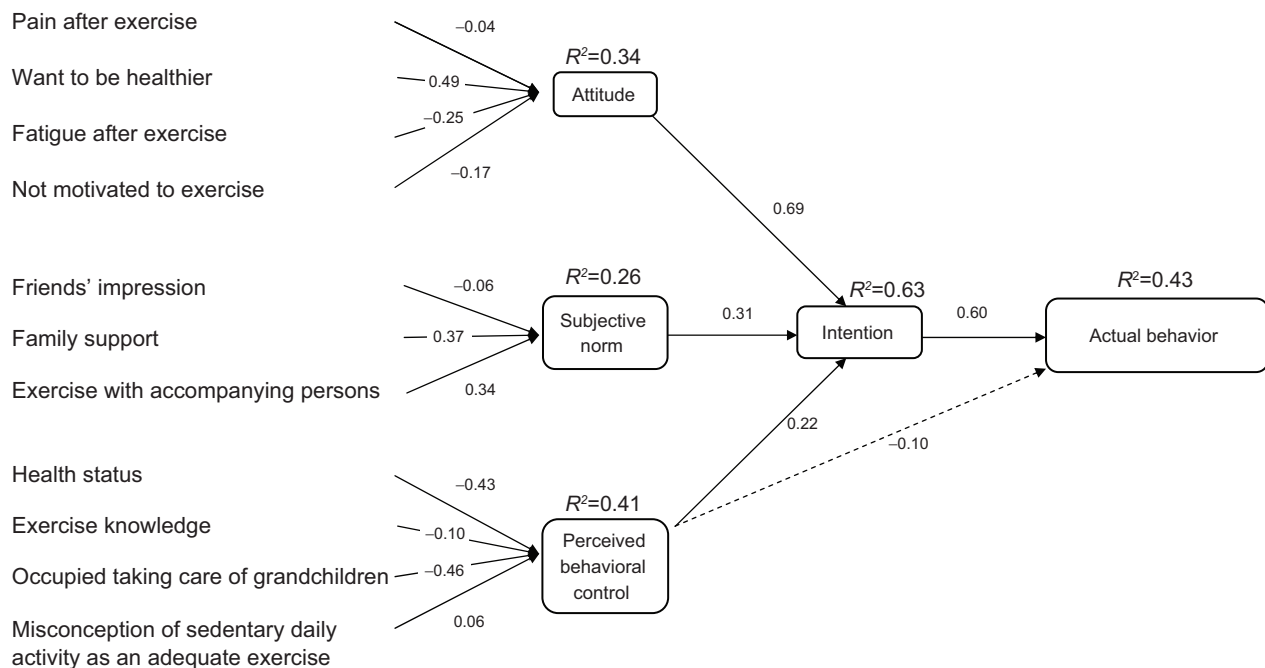 Pain after exercise
−0.04
R²=0.34
Want to be healthier
0.49
Attitude
−0.25
Fatigue after exercise
−0.17
Not motivated to exercise
0.69
R²=0.26
R²=0.43
Friends’ impression
−0.06
R²=0.63
Subjective
norm
0.31
0.60
Family support
0.37
Intention
Actual behavior
Exercise with accompanying persons
0.34
0.22
−0.10
Health status
−0.43
R²=0.41
Exercise knowledge
−0.10
Perceived
behavioral
control
Occupied taking care of grandchildren
−0.46
0.06
Misconception of sedentary daily
activity as an adequate exercise